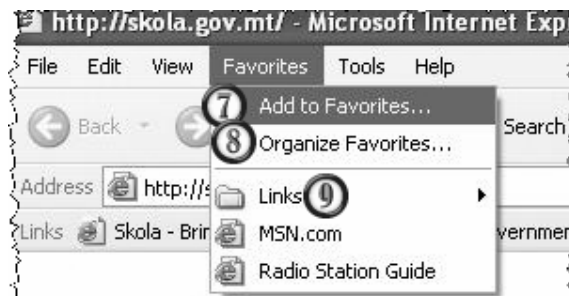 http://skola.gov.mt/ - Microsoft Internet Exp
File Edit View Favorites Tools Help
7 Add to Favorites...
Back Search
8 Organize Favorites...
Address http://s
Links 9
Links Skola - Brin vernmen
MSN.com
Radio Station Guide